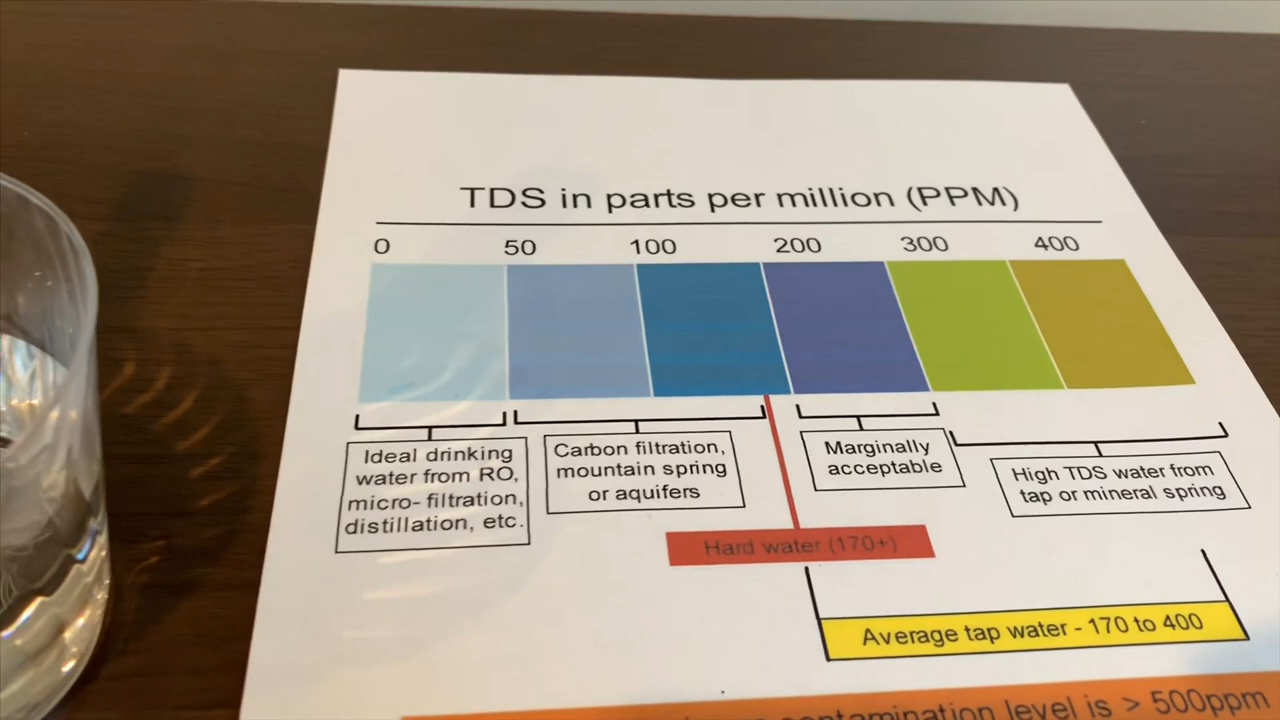 TDS in parts per million (PPM)
0 50 100 200 300 400
Ideal drinking
water from RO,
micro- filtration,
distillation, etc.
Carbon filtration,
mountain spring
or aquifers
Marginally
acceptable
High TDS water from
tap or mineral spring
Hard water (170+)
Average tap water - 170 to 400
contamination level is > 500ppm